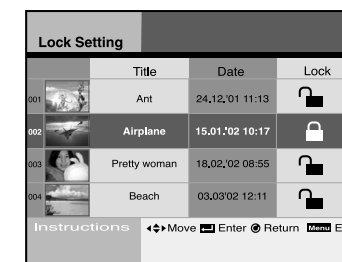 Lock Setting
Title Date Lock
001 Ant 24.12.'01 11:13
002 Airplane 15.01.'02 10:17
003 Pretty woman 18.02.'02 08:55
004 Beach 03.03'02 12:11
Instructions Move Enter Return Menu E